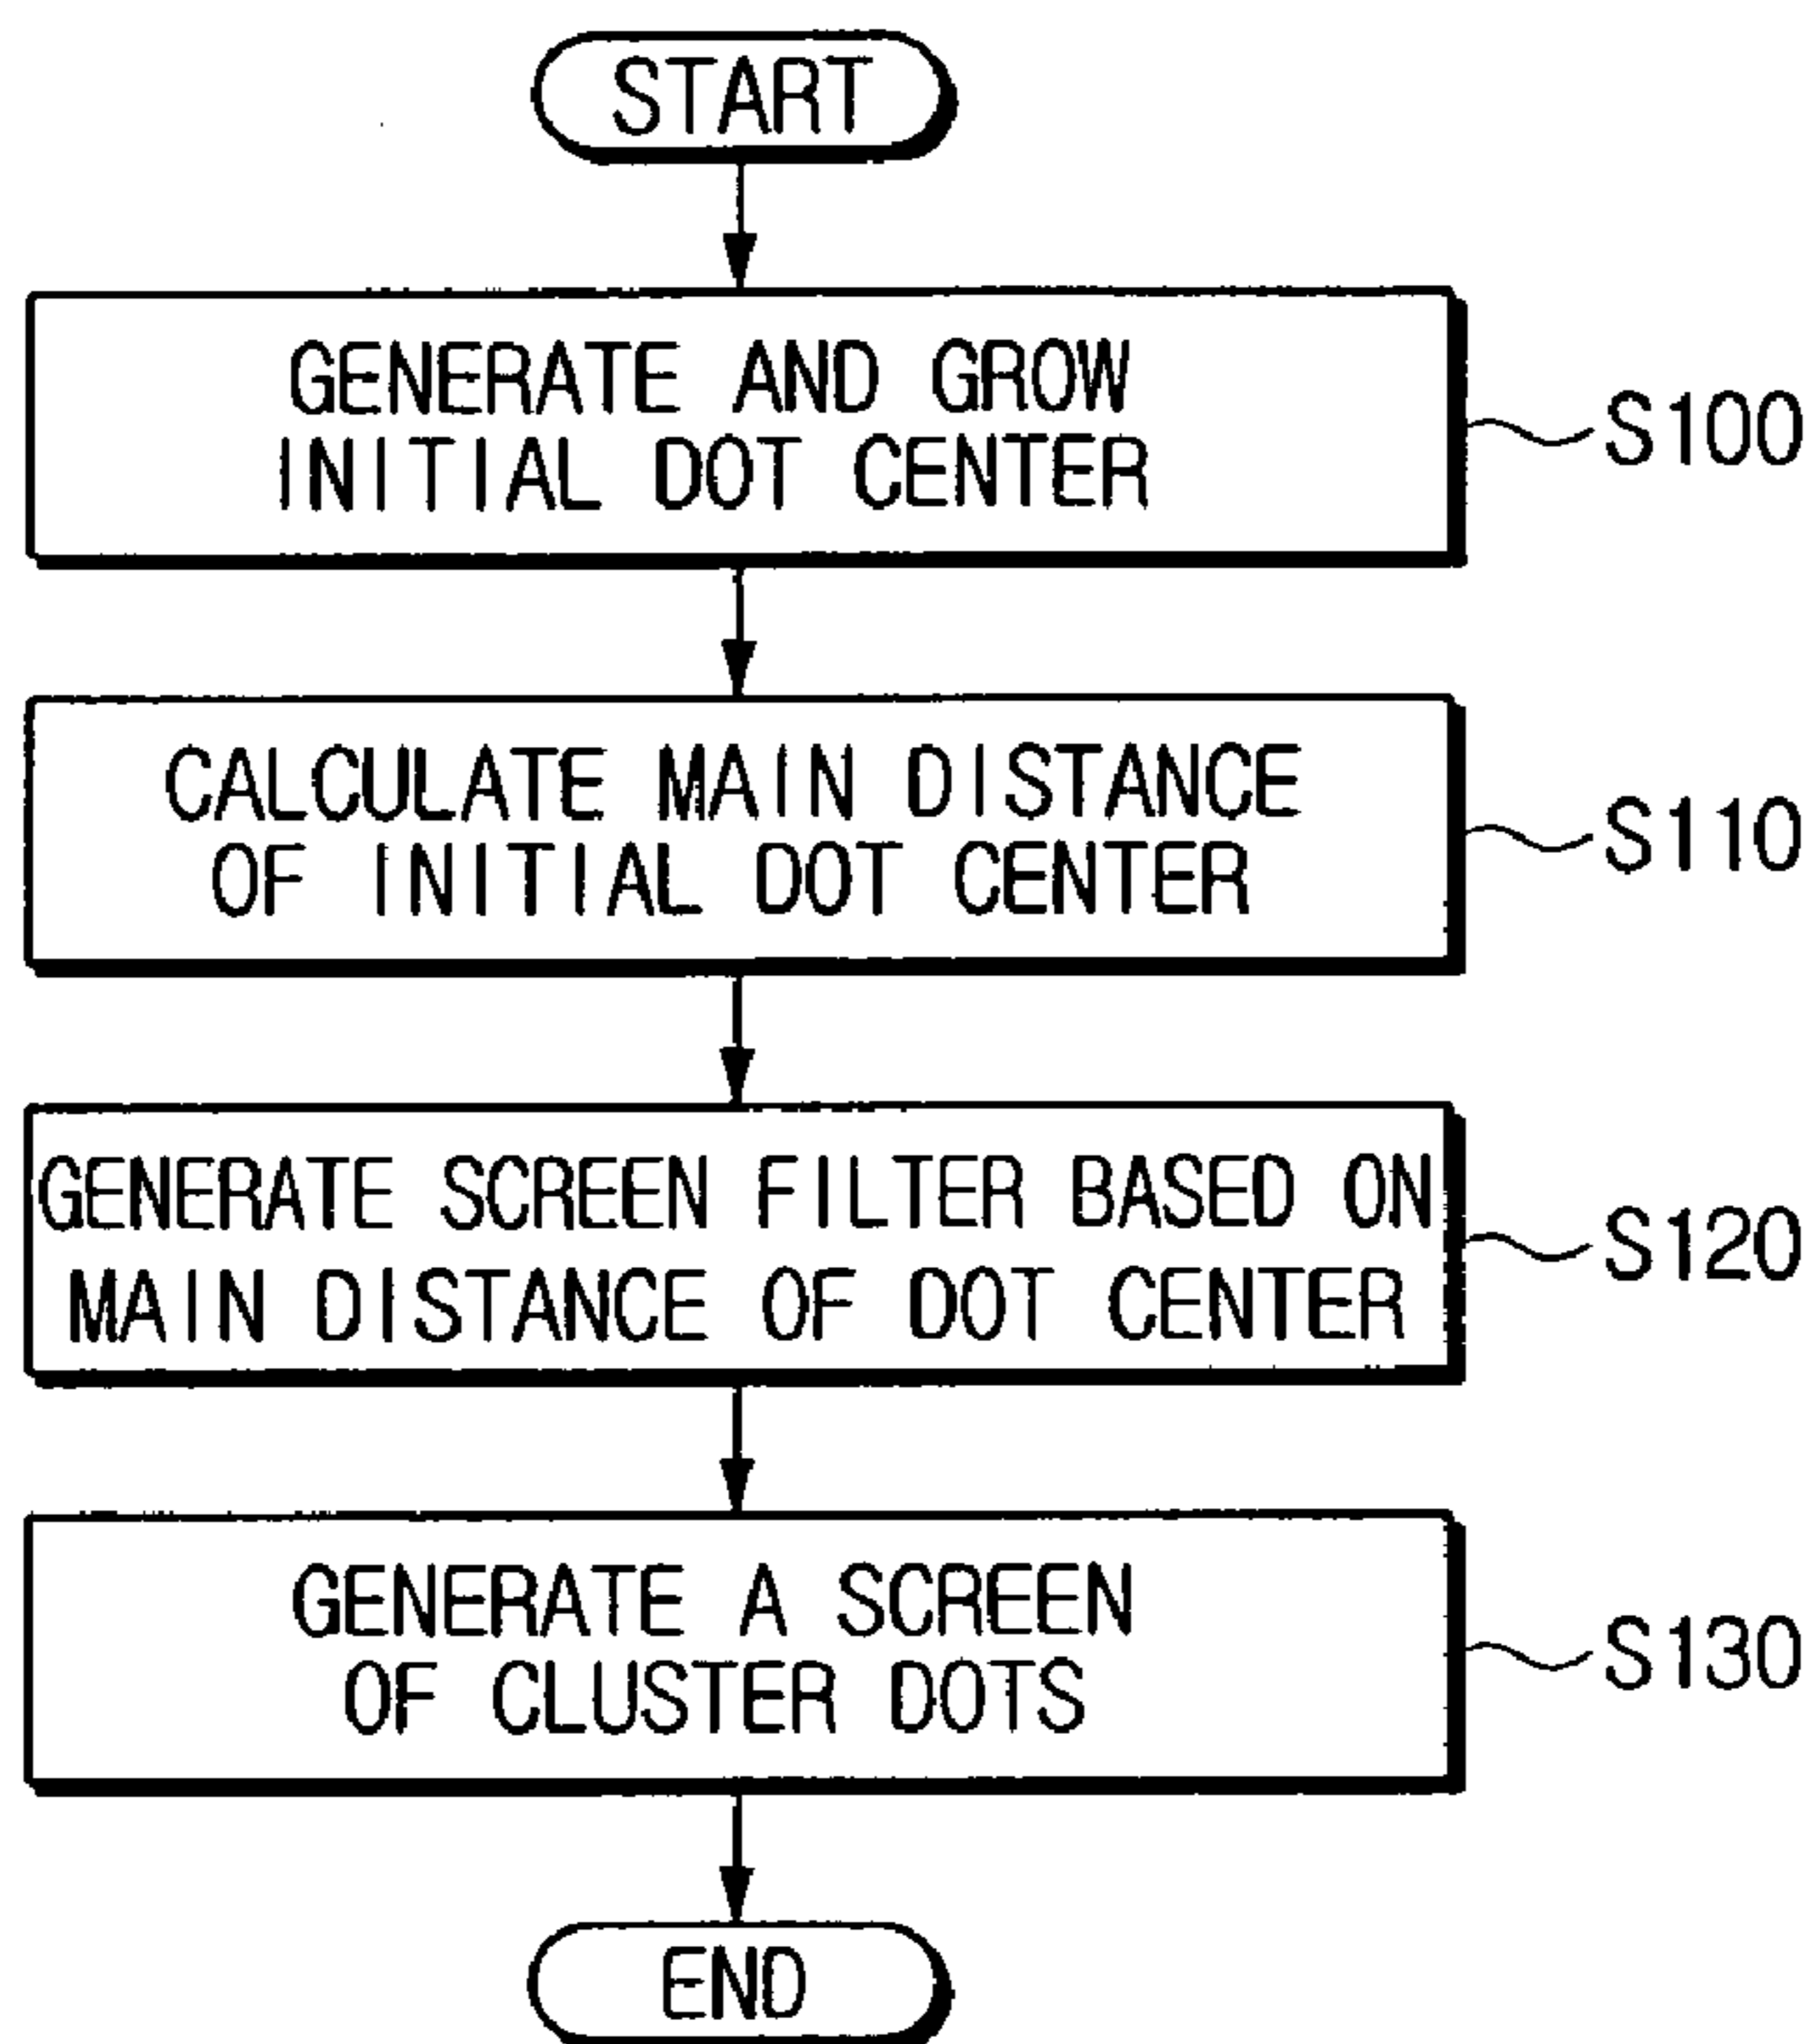 START
GENERATE AND GROW
INITIAL DOT CENTER
S100
CALCULATE MAIN DISTANCE
OF INITIAL DOT CENTER
S110
GENERATE SCREEN FILTER BASED ON
MAIN DISTANCE OF DOT CENTER
S120
GENERATE A SCREEN
OF CLUSTER DOTS
S130
END